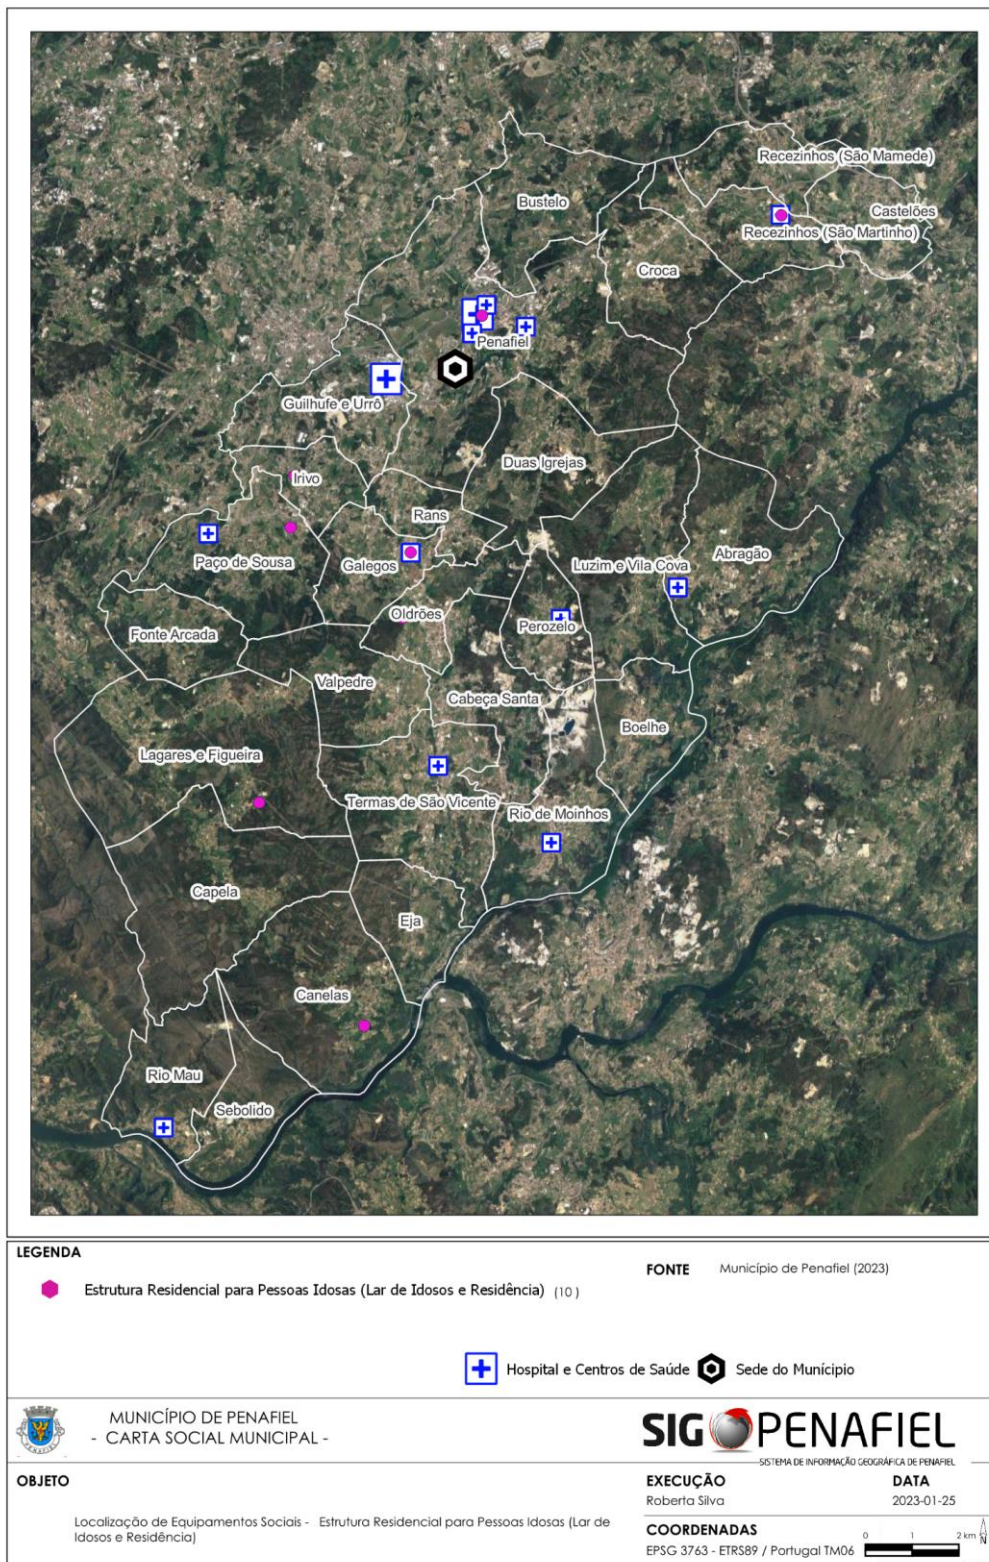 Recezinhos (São Mamede)
Bustelo
Castelões
Recezinhos (São Martinho)
Croca
Penafiel
Guilhufe e Urrô
Duas Igrejas
Irivo
Rans
Abragão
Paço de Sousa
Galegos
Luzim e Vila Cova
Oldrões
Perozelo
Fonte Arcada
Valpedre
Cabeça Santa
Boelhe
Lagares e Figueira
Termas de São Vicente
Rio de Moinhos
Capela
Eja
Canelas
Rio Mau
Sebolido
LEGENDA
Estrutura Residencial para Pessoas Idosas (Lar de Idosos e Residência) (10 )
FONTE Município de Penafiel (2023)
Hospital e Centros de Saúde
Sede do Munícipio
MUNICÍPIO DE PENAFIEL
- CARTA SOCIAL MUNICIPAL -
PENAFIEL
SIG PENAFIEL
SISTEMA DE INFORMAÇÃO GEOGRÁFICA DE PENAFIEL
OBJETO
Localização de Equipamentos Sociais - Estrutura Residencial para Pessoas Idosas (Lar de
Idosos e Residência)
EXECUÇÃO DATA
Roberta Silva 2023-01-25
COORDENADAS
EPSG 3763 - ETRS89 / Portugal TM06
0 1 2 km
N